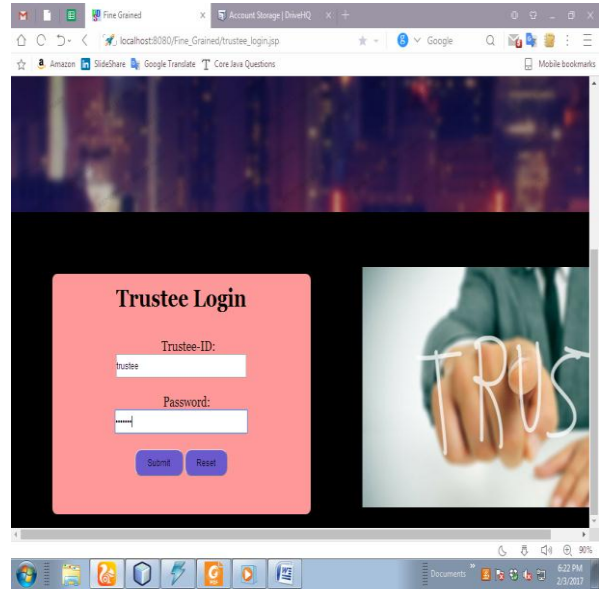 Fine Grained
Account Storage | DriveHQ
localhost:8080/Fine_Grained/trustee_login.jsp
Google
Amazon
SlideShare
Google Translate
Core Java Questions
Mobile bookmarks
Trustee Login
Trustee-ID:
trustee
Password:
Submit
Reset
TRUS
90%
Documents
6:22 PM
2/3/2017